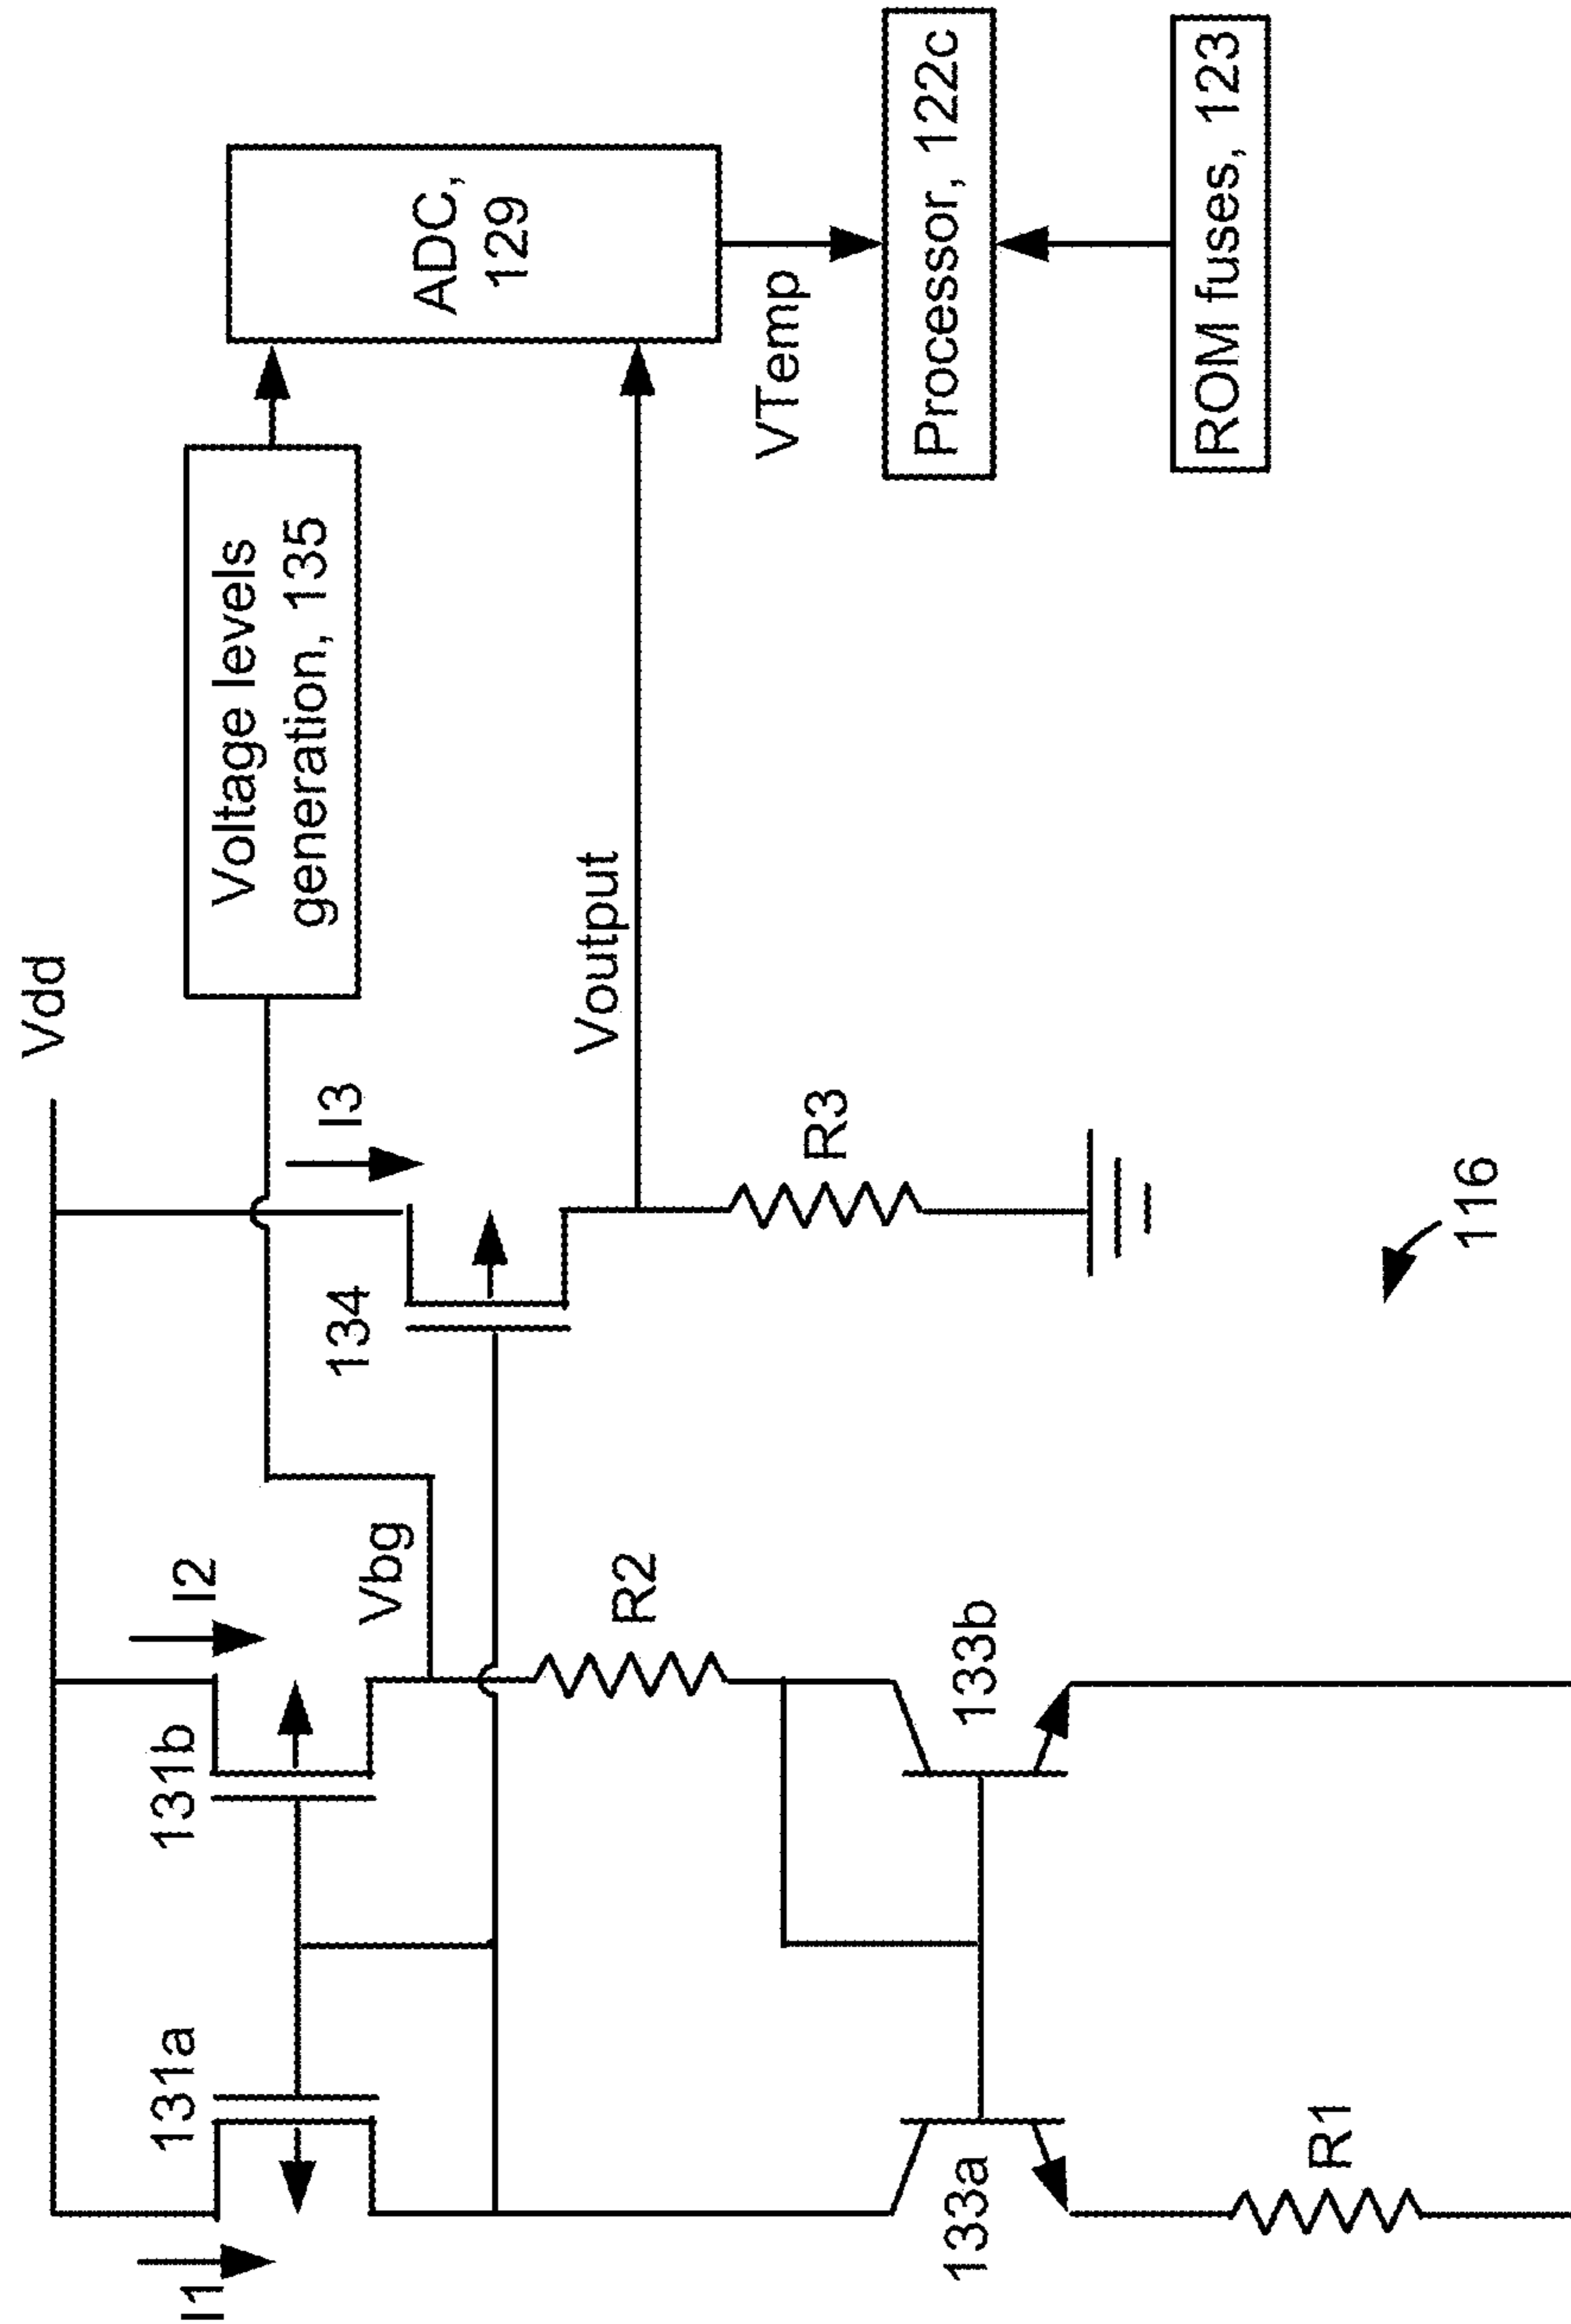 Vdd
I1
131a
131b
I2
Vbg
134
I3
Voltage levels
generation, 135
ADC,
129
Voutput
VTemp
R2
R3
Processor, 122c
133a
133b
R1
116
ROM fuses, 123